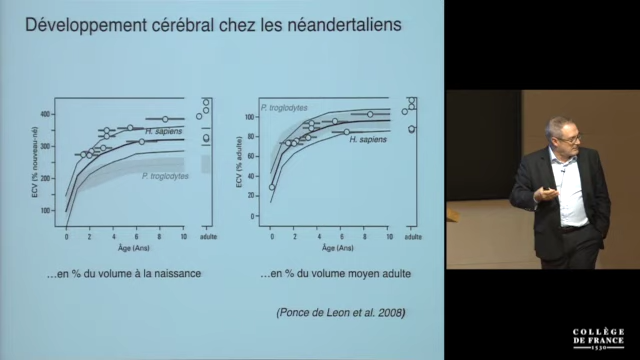 Développement cérébral chez les néandertaliens
ECV (% nouveau-né)
400
300
200
100
H. sapiens
P. troglodytes
0
2
4
6
8
10
adulte
Âge (Ans)
…en % du volume à la naissance
ECV (% adulte)
100
80
60
40
20
0
P. troglodytes
H. sapiens
0
2
4
6
8
10
adulte
Âge (Ans)
…en % du volume moyen adulte
(Ponce de Leon et al. 2008)
COLLÈGE
DE FRANCE
1530